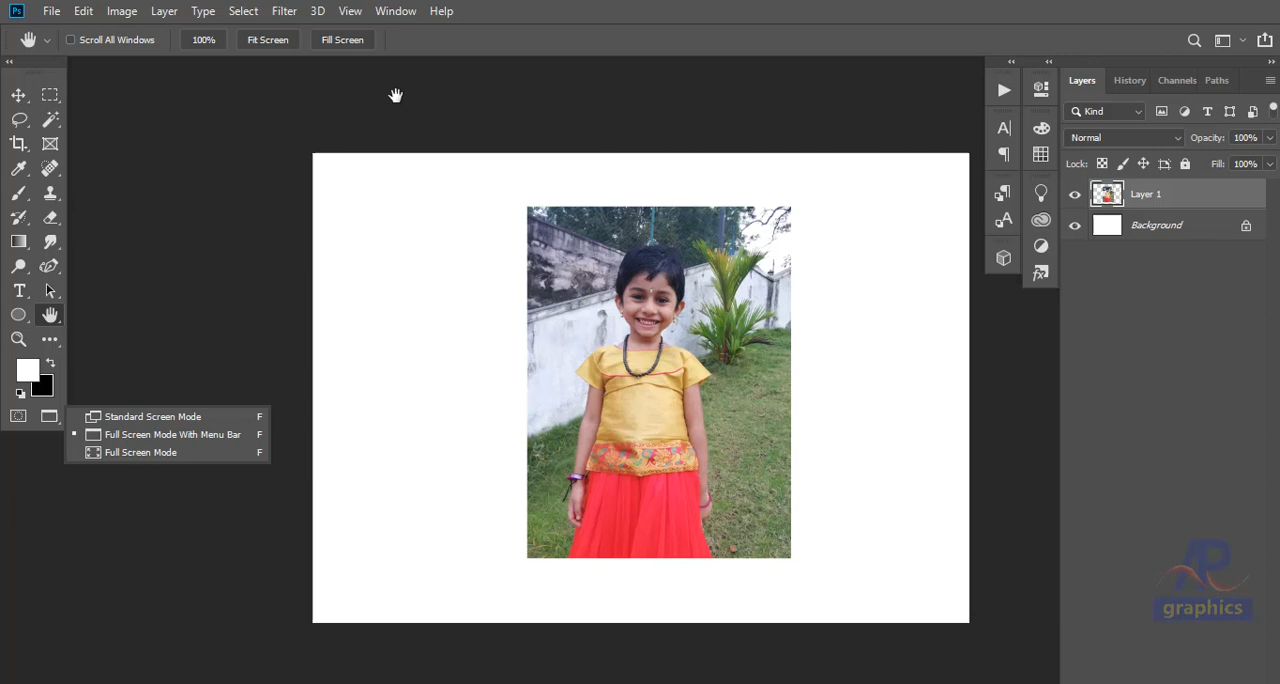 Ps File Edit Image Layer Type Select Filter 3D View Window Help
Scroll All Windows 100% Fit Screen Fill Screen
Layers History Channels Paths
Kind
Normal Opacity: 100%
Lock: Fill: 100%
Layer 1
Background
Standard Screen Mode F
Full Screen Mode With Menu Bar F
Full Screen Mode F
AP
graphics